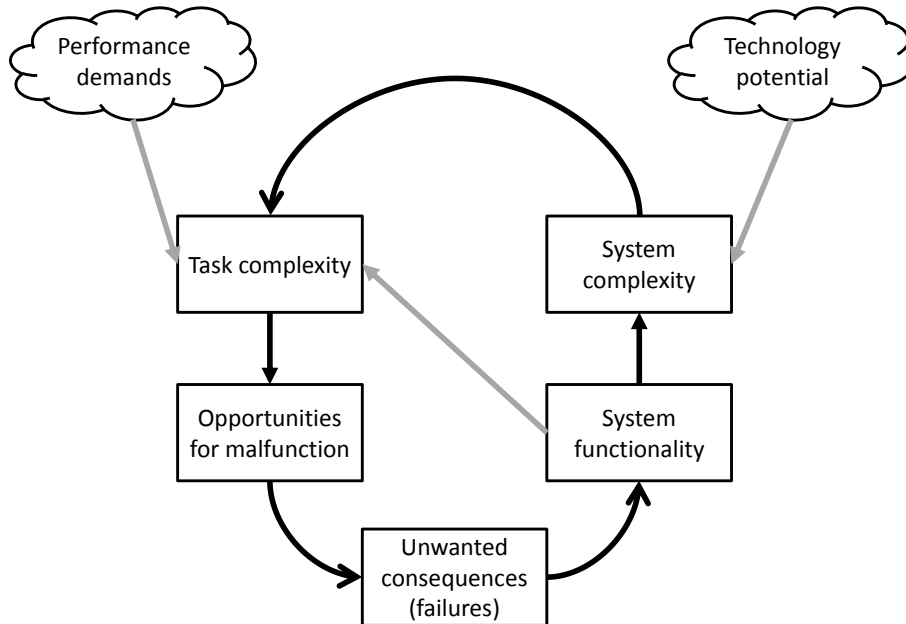 Performance
demands
Technology
potential
Task complexity
System
complexity
Opportunities
for malfunction
System
functionality
Unwanted
consequences
(failures)